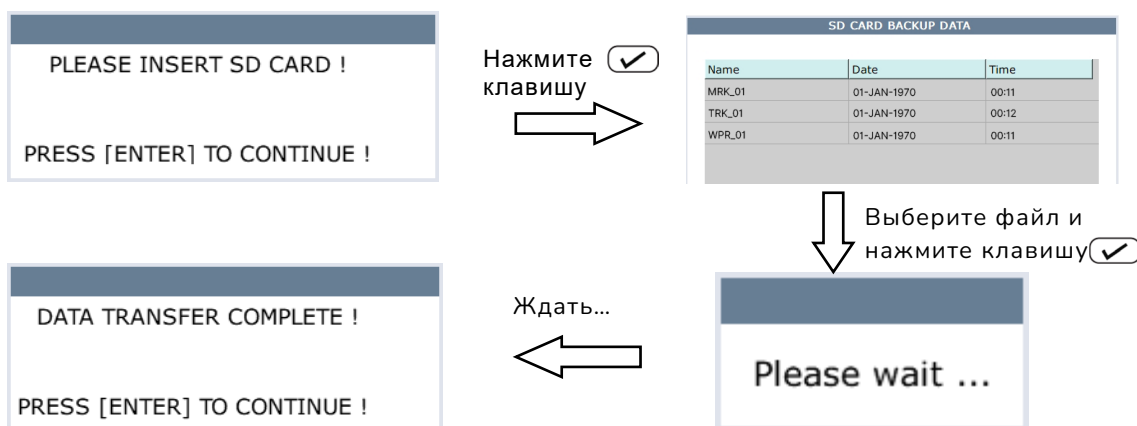 PLEASE INSERT SD CARD !
PRESS [ENTER] TO CONTINUE !
Нажмите
клавишу
SD CARD BACKUP DATA
Name Date Time
MRK_01 01-JAN-1970 00:11
TRK_01 01-JAN-1970 00:12
WPR_01 01-JAN-1970 00:11
Выберите файл и
нажмите клавишу
Please wait ...
Ждать...
DATA TRANSFER COMPLETE !
PRESS [ENTER] TO CONTINUE !